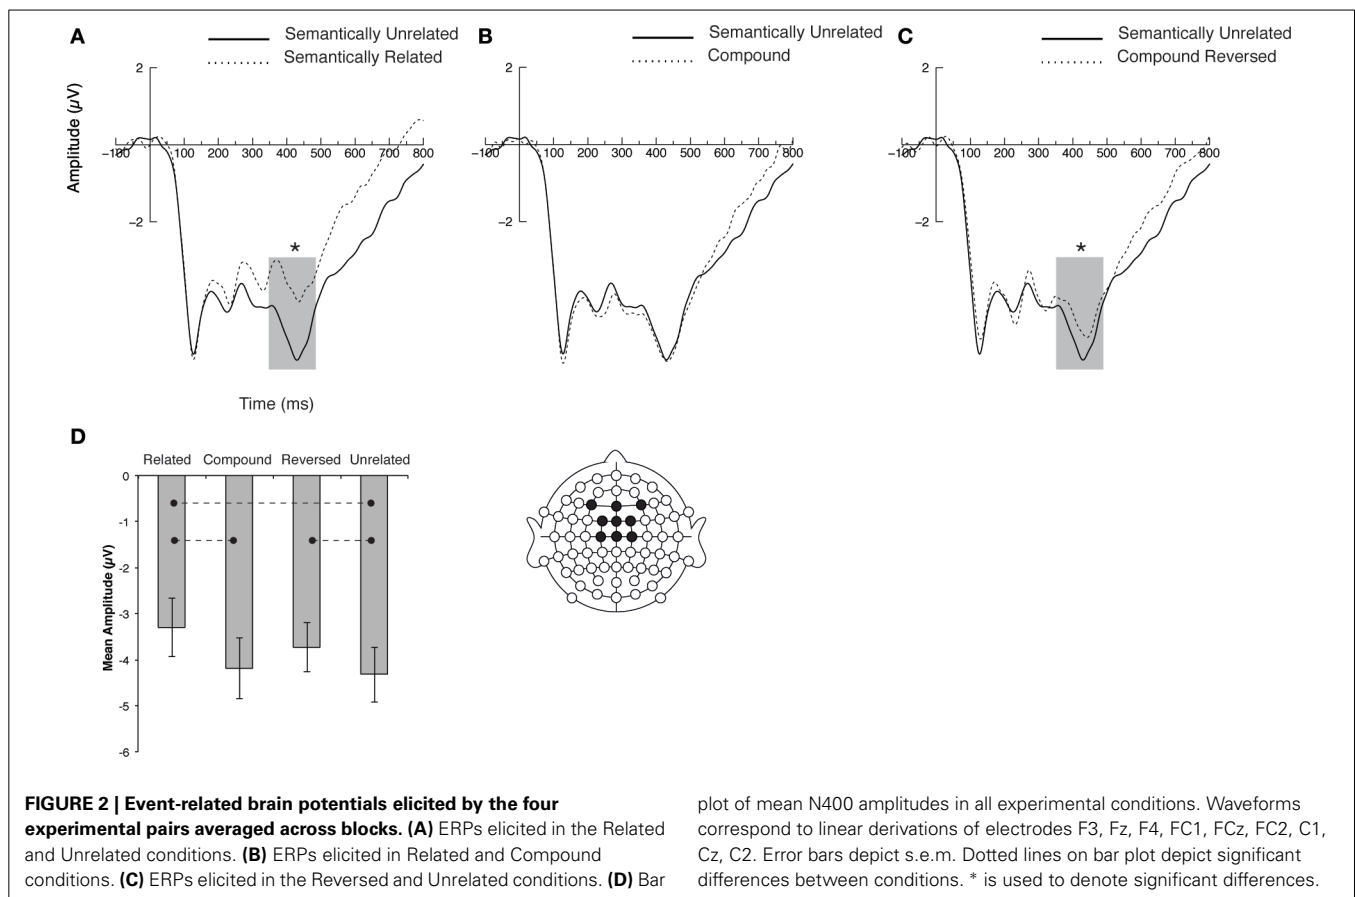 A
Semantically Unrelated
Semantically Related
B
Semantically Unrelated
Compound
C
Semantically Unrelated
Compound Reversed
Amplitude (µV)
2
-2
-100 100 200 300 400 500 600 700 800
*
2
-2
-100 100 200 300 400 500 600 700 800
2
-2
-100 100 200 300 400 500 600 700 800
*
Time (ms)
D
Related Compound Reversed Unrelated
Mean Amplitude (µV)
0
-1
-2
-3
-4
-5
-6
FIGURE 2 | Event-related brain potentials elicited by the four
experimental pairs averaged across blocks. (A) ERPs elicited in the Related
and Unrelated conditions. (B) ERPs elicited in Related and Compound
conditions. (C) ERPs elicited in the Reversed and Unrelated conditions. (D) Bar
plot of mean N400 amplitudes in all experimental conditions. Waveforms
correspond to linear derivations of electrodes F3, Fz, F4, FC1, FCz, FC2, C1,
Cz, C2. Error bars depict s.e.m. Dotted lines on bar plot depict significant
differences between conditions. * is used to denote significant differences.